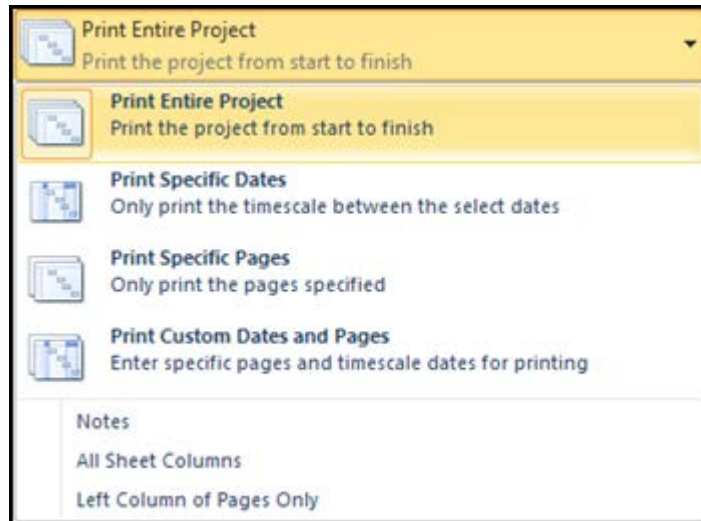 Print Entire Project
Print the project from start to finish
Print Entire Project
Print the project from start to finish
Print Specific Dates
Only print the timescale between the select dates
Print Specific Pages
Only print the pages specified
Print Custom Dates and Pages
Enter specific pages and timescale dates for printing
Notes
All Sheet Columns
Left Column of Pages Only